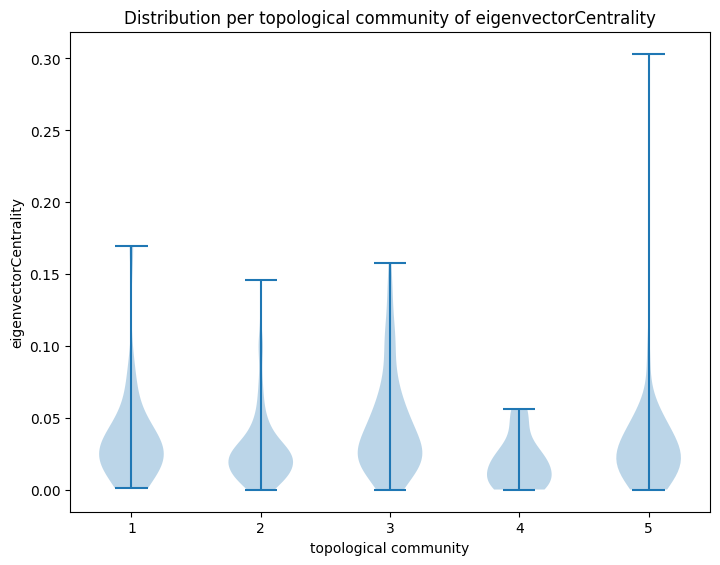 Distribution per topological community of eigenvectorCentrality
eigenvectorCentrality
0.30
0.25
0.20
0.15
0.10
0.05
0.00
1 2 3 4 5
topological community